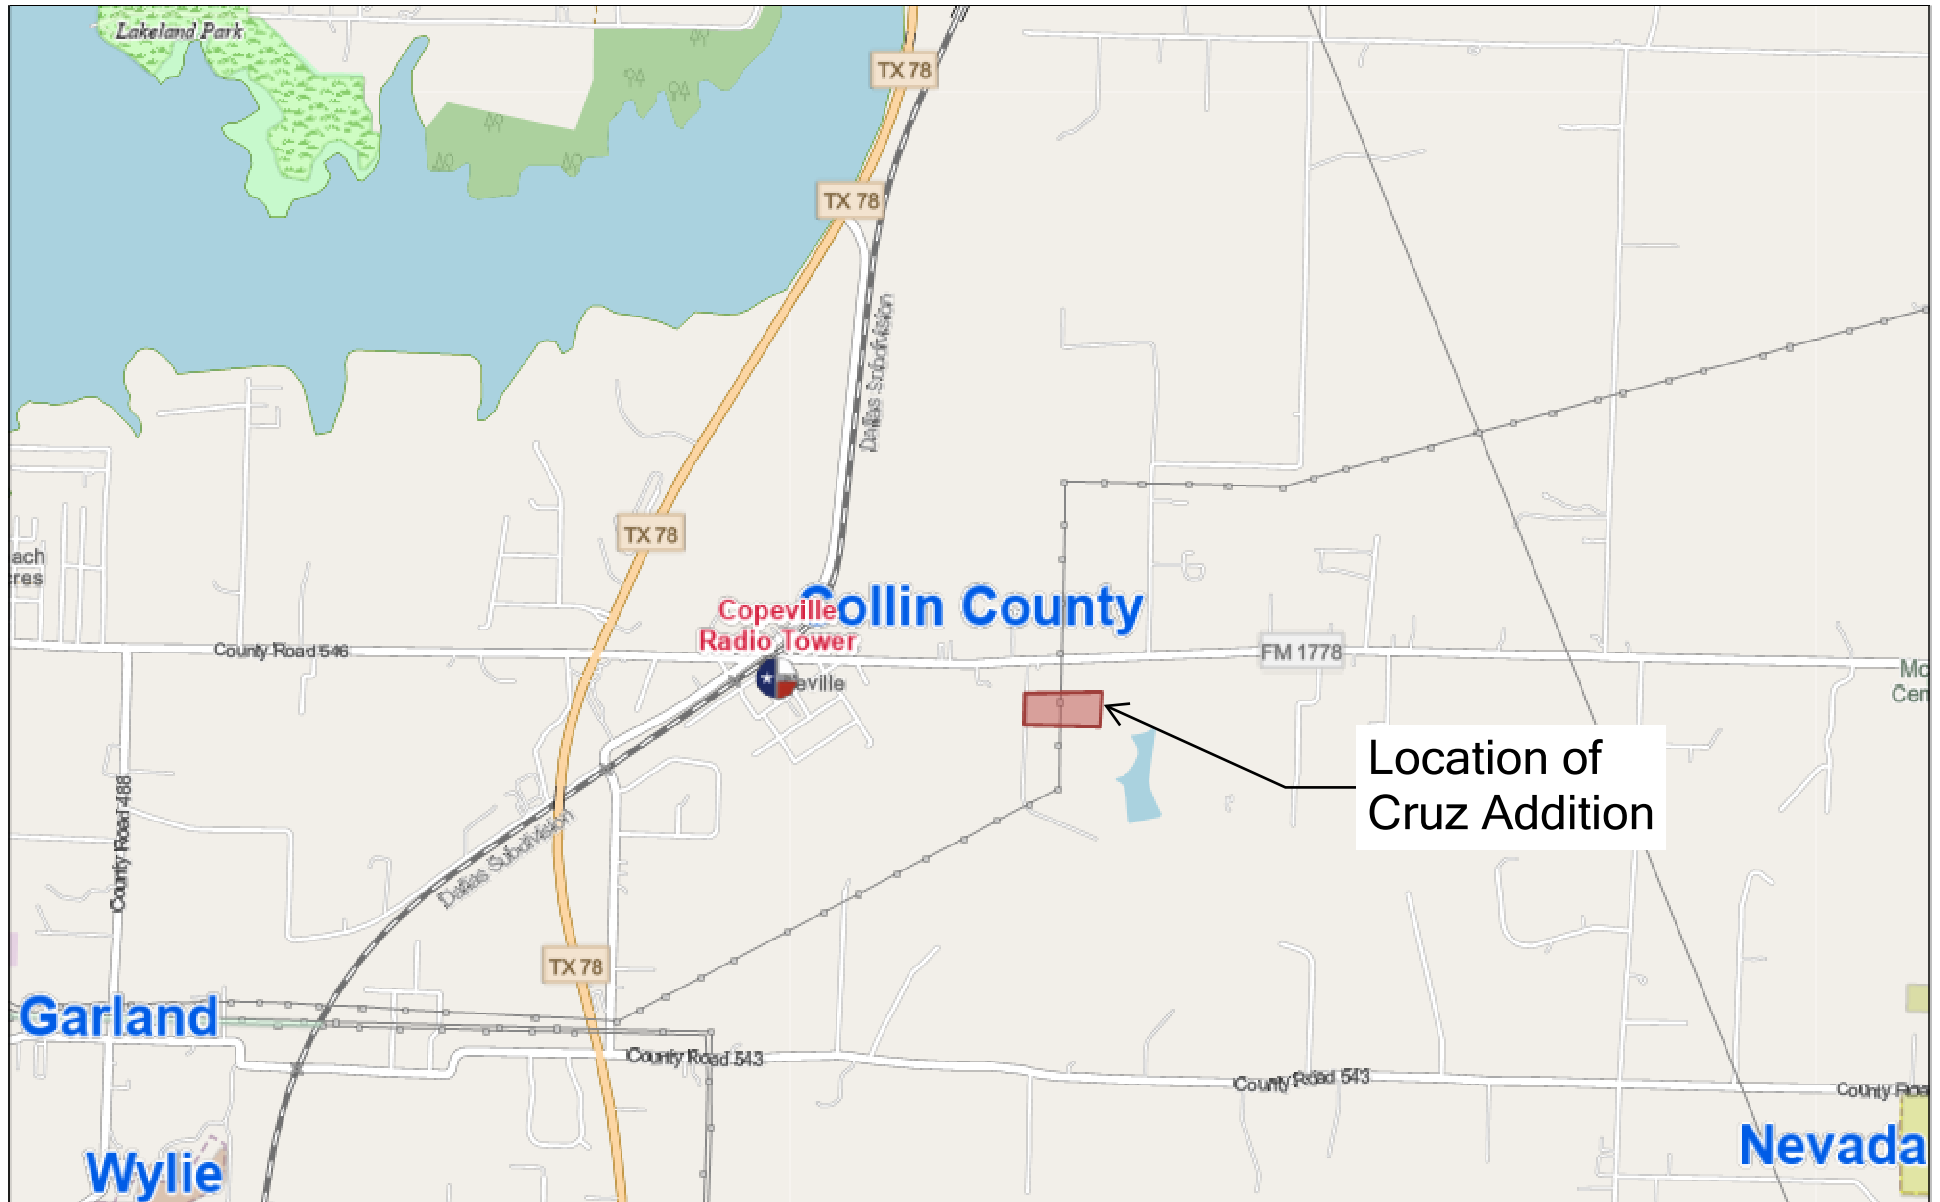 Lakeland Park
TX 78
TX 78
Dallas Subdivision
TX 78
Collin County
Copeville
Radio Tower
County Road 546
FM 1778
Location of
Cruz Addition
County Road 488
Dallas Subdivision
TX 78
Garland
County Road 543
County Road 543
Nevada
Wylie